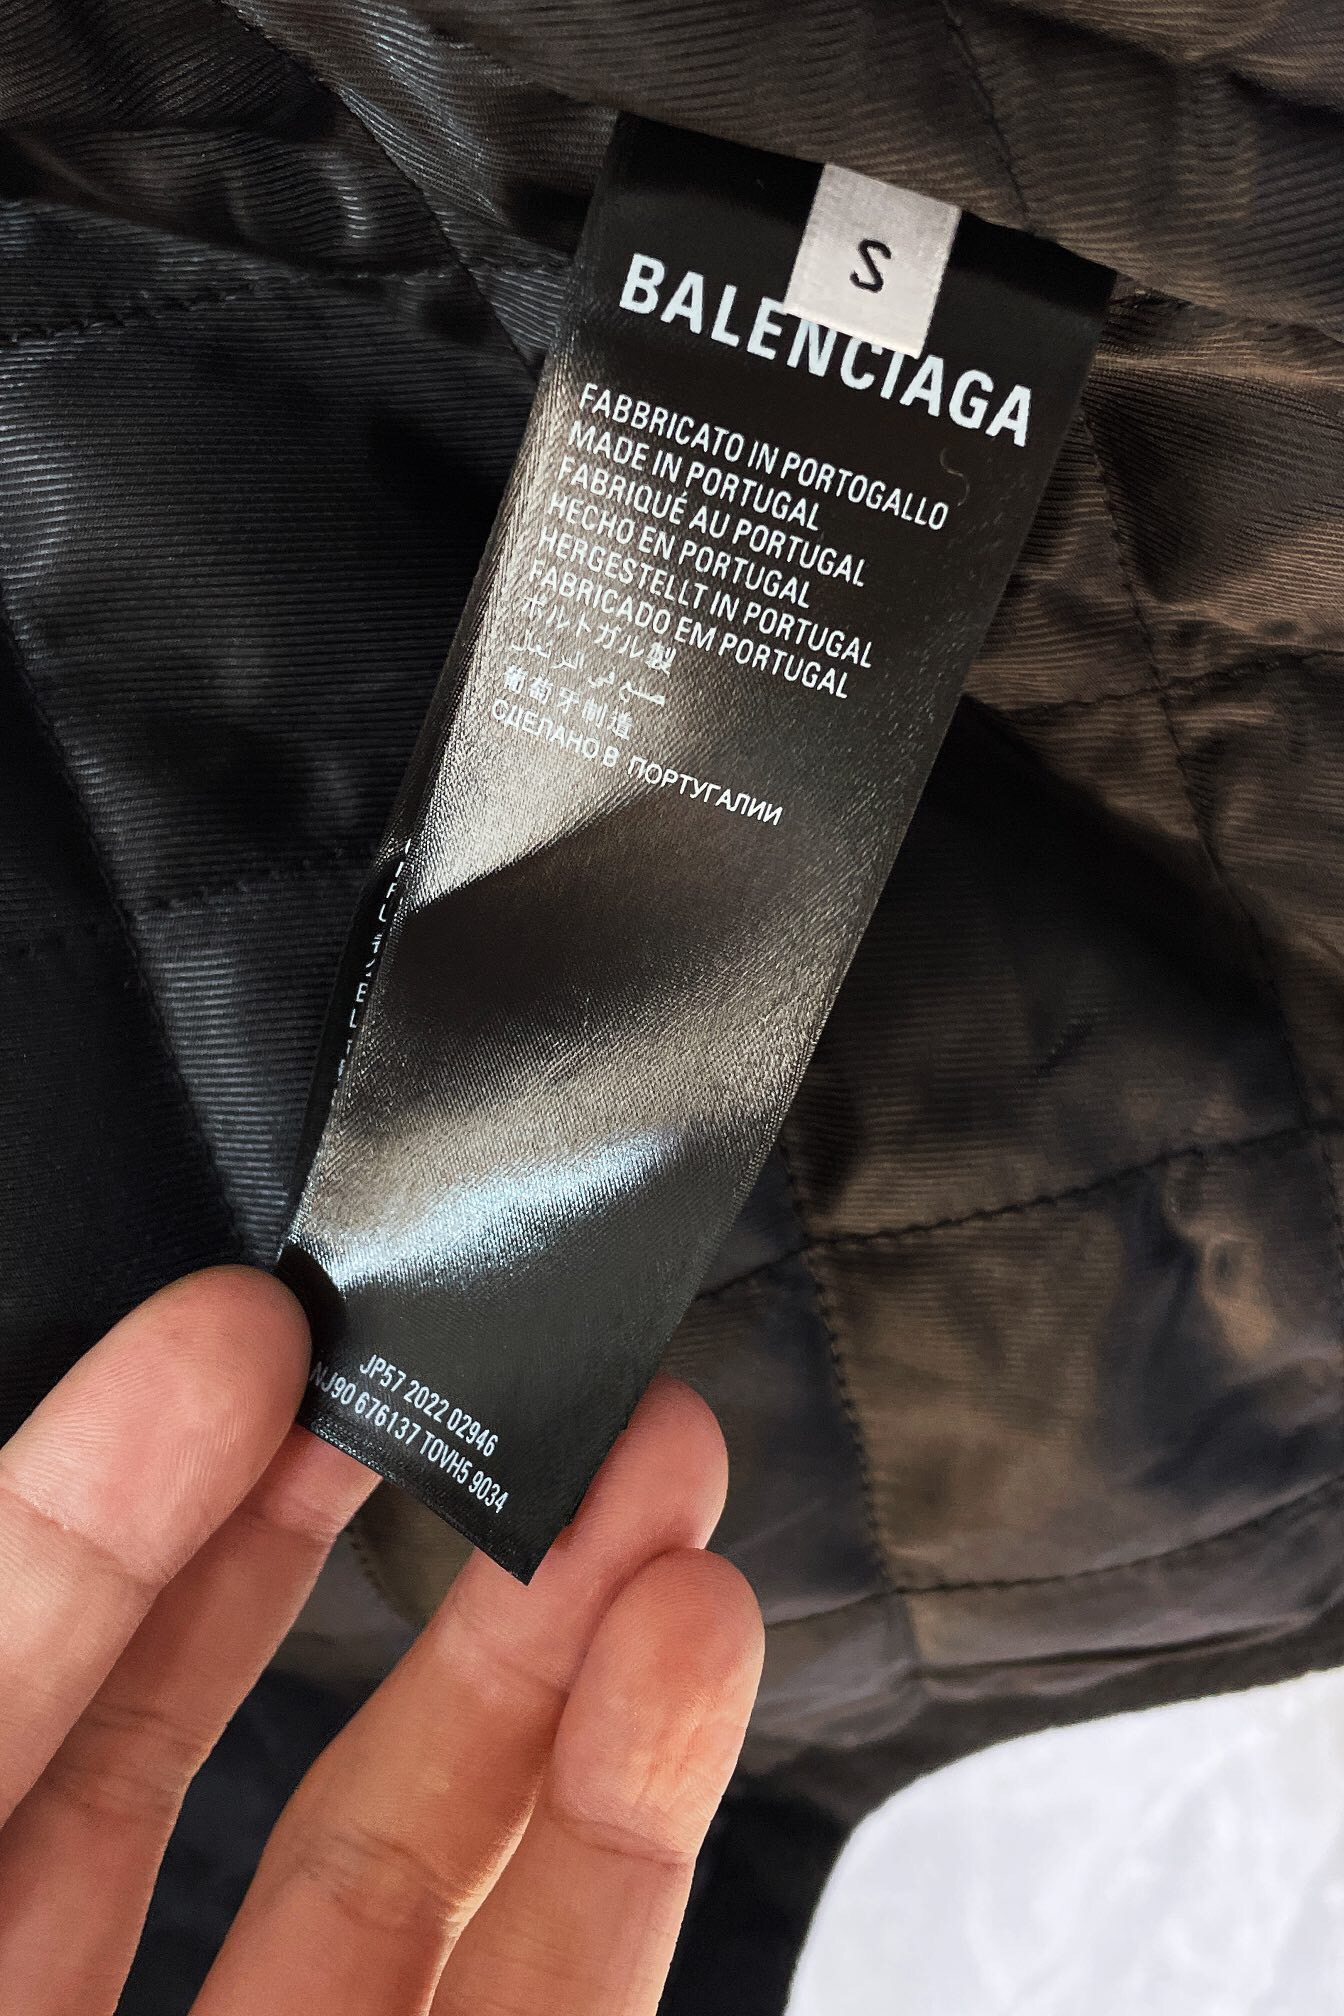 S
BALENCIAGA
FABBRICATO IN PORTOGALLO
MADE IN PORTUGAL
FABRIQUÉ AU PORTUGAL
HECHO EN PORTUGAL
HERGESTELLT IN PORTUGAL
FABRICADO EM PORTUGAL
ポルトガル製
صنع في البرتغال
葡萄牙制造
СДЕЛАНО В ПОРТУГАЛИИ
JP57 2022 02946
676137 TOVH5 9034